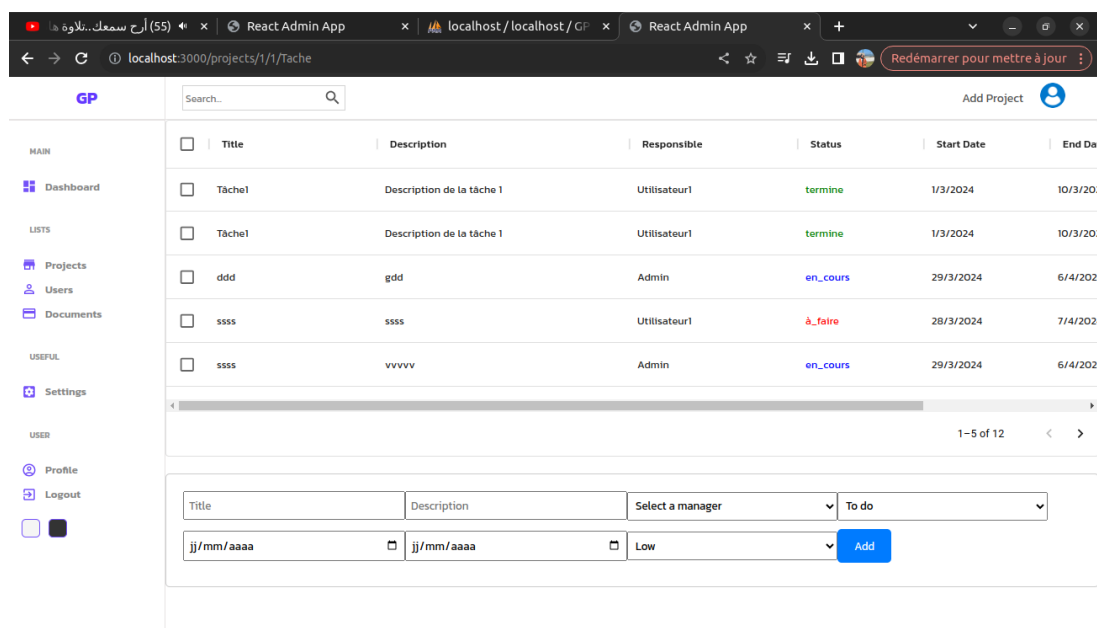 (55) أرح سمعك..تلاوة ها
React Admin App
localhost / localhost / GP
React Admin App
localhost:3000/projects/1/1/Tache
Redémarrer pour mettre à jour
GP
Search..
Add Project
MAIN
Dashboard
LISTS
Projects
Users
Documents
USEFUL
Settings
USER
Profile
Logout
Title Description Responsible Status Start Date End Da
Tâche1 Description de la tâche 1 Utilisateur1 termine 1/3/2024 10/3/20
Tâche1 Description de la tâche 1 Utilisateur1 termine 1/3/2024 10/3/20
ddd gdd Admin en_cours 29/3/2024 6/4/202
ssss ssss Utilisateur1 à_faire 28/3/2024 7/4/202
ssss vvvvv Admin en_cours 29/3/2024 6/4/202
1–5 of 12
Title Description Select a manager To do
jj/mm/aaaa jj/mm/aaaa Low Add